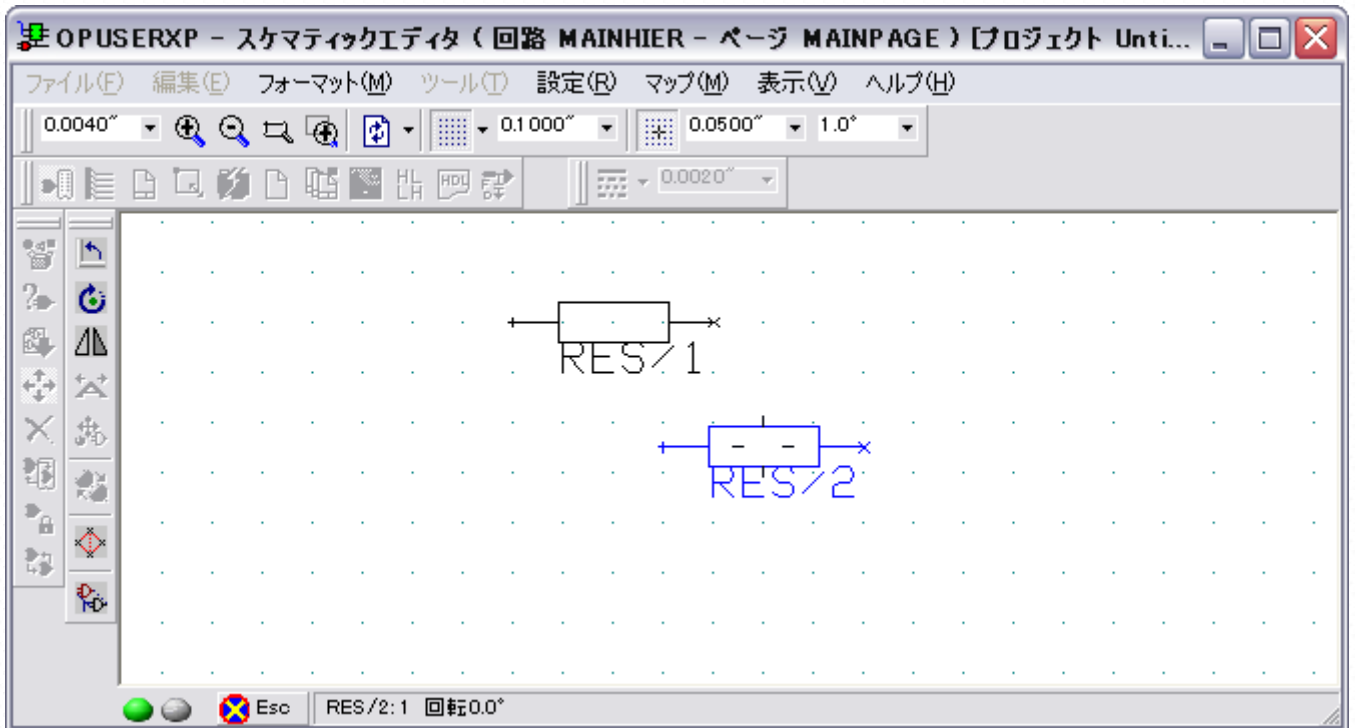 OPUSERXP - スケマティックエディタ ( 回路 MAINHIER - ページ MAINPAGE ) [プロジェクト Unti...
ファイル(F) 編集(E) フォーマット(M) ツール(T) 設定(R) マップ(M) 表示(V) ヘルプ(H)
0.0040" 0.1000" 0.0500" 1.0°
HL LH HDL 0.0020"
RES/1
RES/2
Esc RES/2:1 回転0.0°